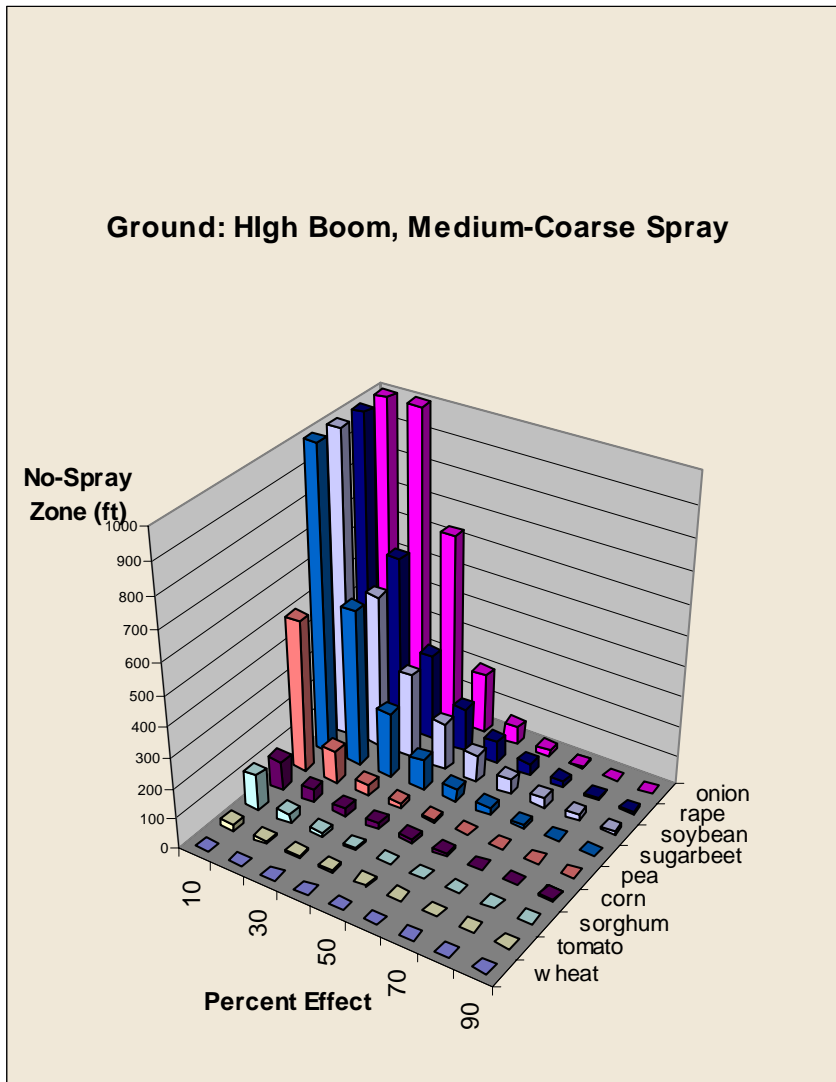 Ground: HIgh Boom, Medium-Coarse Spray
No-Spray
Zone (ft)
1000
900
800
700
600
500
400
300
200
100
0
10
30
50
70
90
Percent Effect
onion
rape
soybean
sugarbeet
pea
corn
sorghum
tomato
w heat